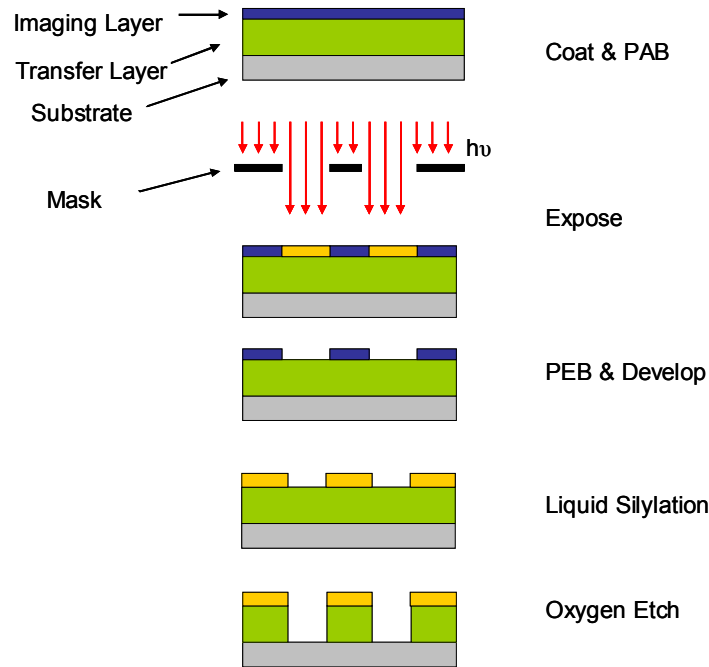 Imaging Layer
Transfer Layer
Substrate
Coat & PAB
hυ
Mask
Expose
PEB & Develop
Liquid Silylation
Oxygen Etch